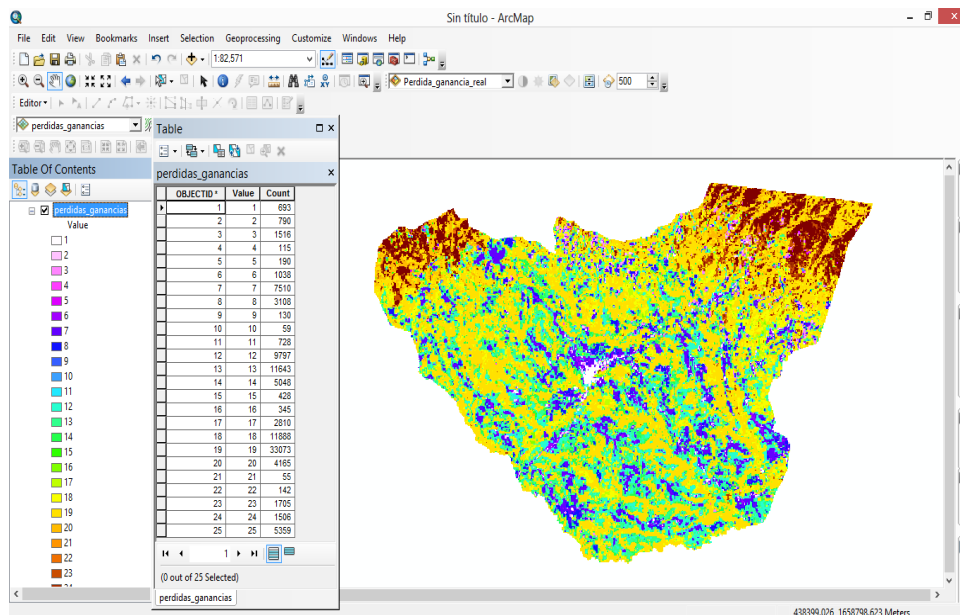 Sin título - ArcMap
File Edit View Bookmarks Insert Selection Geoprocessing Customize Windows Help
1:82,571
Perdida_ganancia_real
500
Editor
perdidas_ganancias
Table
Table Of Contents
perdidas_ganancias
perdidas_ganancias
Value
1
2
3
4
5
6
7
8
9
10
11
12
13
14
15
16
17
18
19
20
21
22
23
OBJECTID * Value Count
1 1 693
2 2 790
3 3 1516
4 4 115
5 5 190
6 6 1038
7 7 7510
8 8 3108
9 9 130
10 10 59
11 11 728
12 12 9797
13 13 11643
14 14 5048
15 15 428
16 16 345
17 17 2810
18 18 11888
19 19 33073
20 20 4165
21 21 55
22 22 142
23 23 1705
24 24 1506
25 25 5359
1
(0 out of 25 Selected)
perdidas_ganancias
438399.026 1658798.623 Meters